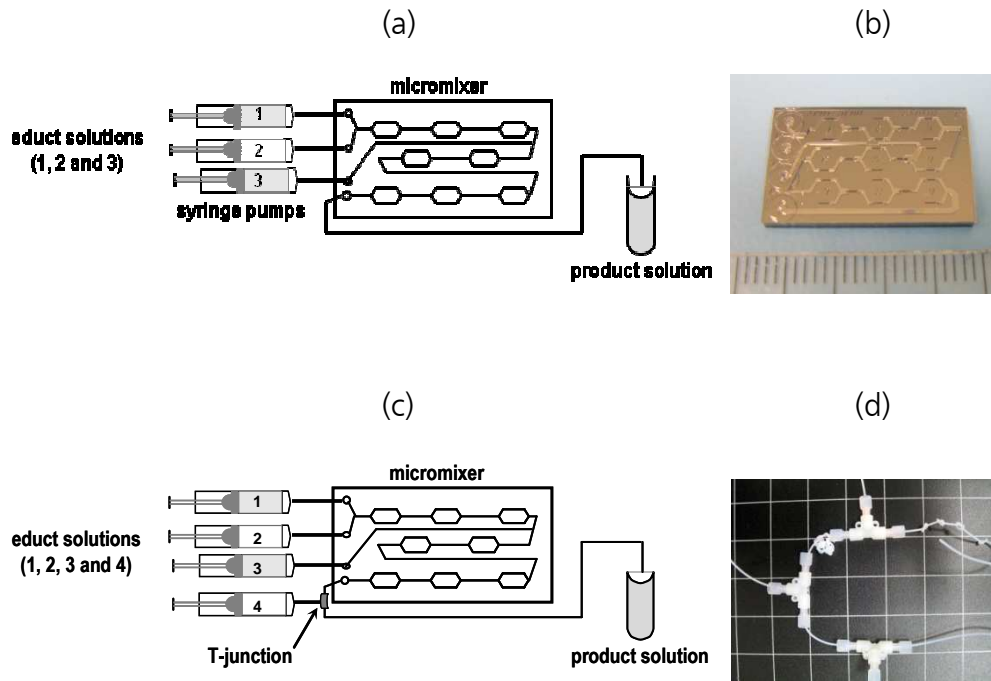 (a)
(b)
micromixer
1
2
3
educt solutions
(1, 2 and 3)
syringe pumps
product solution
(c)
(d)
micromixer
1
2
3
4
educt solutions
(1, 2, 3 and 4)
T-junction
product solution